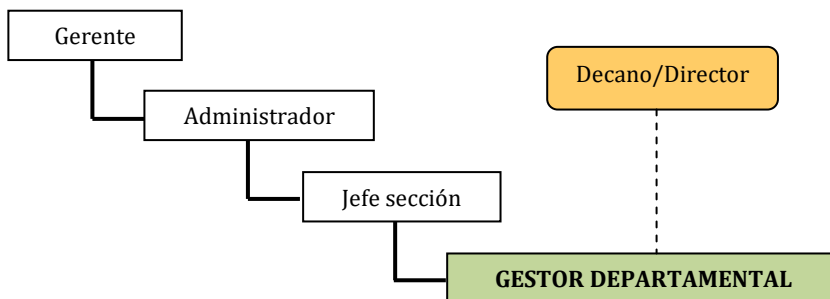 Gerente
Decano/Director
Administrador
Jefe sección
GESTOR DEPARTAMENTAL